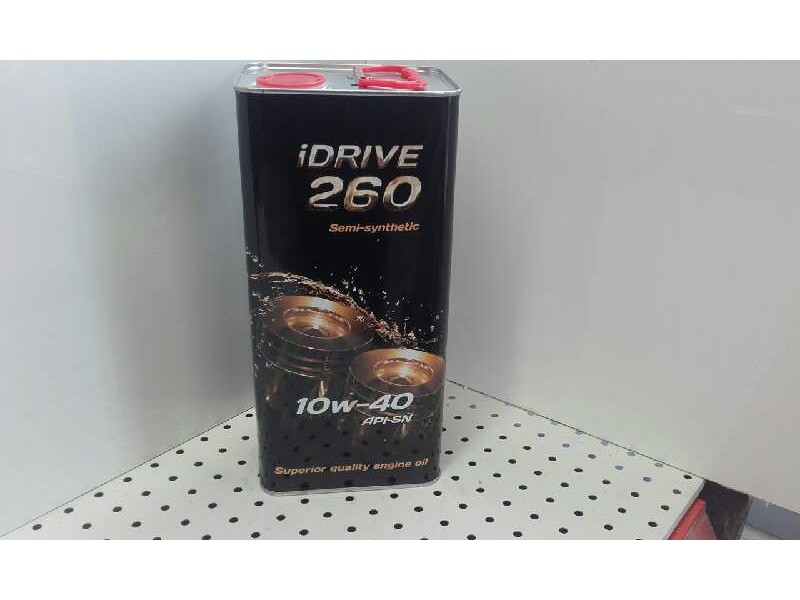 iDRIVE
260
Semi-synthetic
10w-40
API-SN
Superior quality engine oil